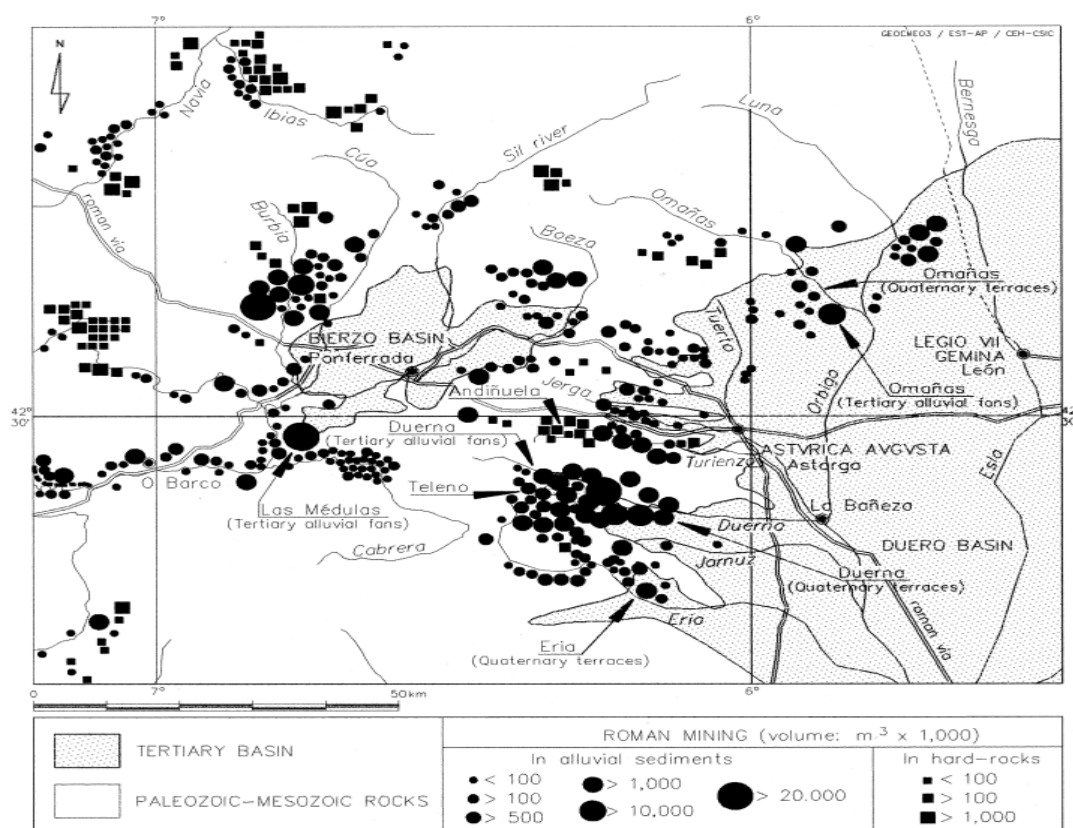 7°
6°
GEOCMEO3 / EST-AP / CEH-CSIC
N
Navia
Ibias
Cúa
Sil river
Luna
Bernesga
roman via
Burbia
Boeza
Omañas
Omañas
(Quaternary terraces)
Tuerto
BIERZO BASIN
Ponferrada
LEGIO VII
GEMINA
León
Andiñuela
Jerga
Orbigo
Omañas
(Tertiary alluvial fans)
42°
30'
42°
30'
Duerna
(Tertiary alluvial fans)
ASTVRICA AVGVSTA
Astorga
Turienzo
Esla
O Barco
Teleno
Las Médulas
(Tertiary alluvial fans)
La Bañeza
Duerna
Cabrera
Jamuz
DUERO BASIN
Duerna
(Quaternary terraces)
Eria
roman via
Eria
(Quaternary terraces)
0
7°
50km
6°
ROMAN MINING (volume: m³ x 1,000)
TERTIARY BASIN
PALEOZOIC-MESOZOIC ROCKS
In alluvial sediments
< 100
> 100
> 500
> 1,000
> 10,000
> 20.000
In hard-rocks
< 100
> 100
> 1,000